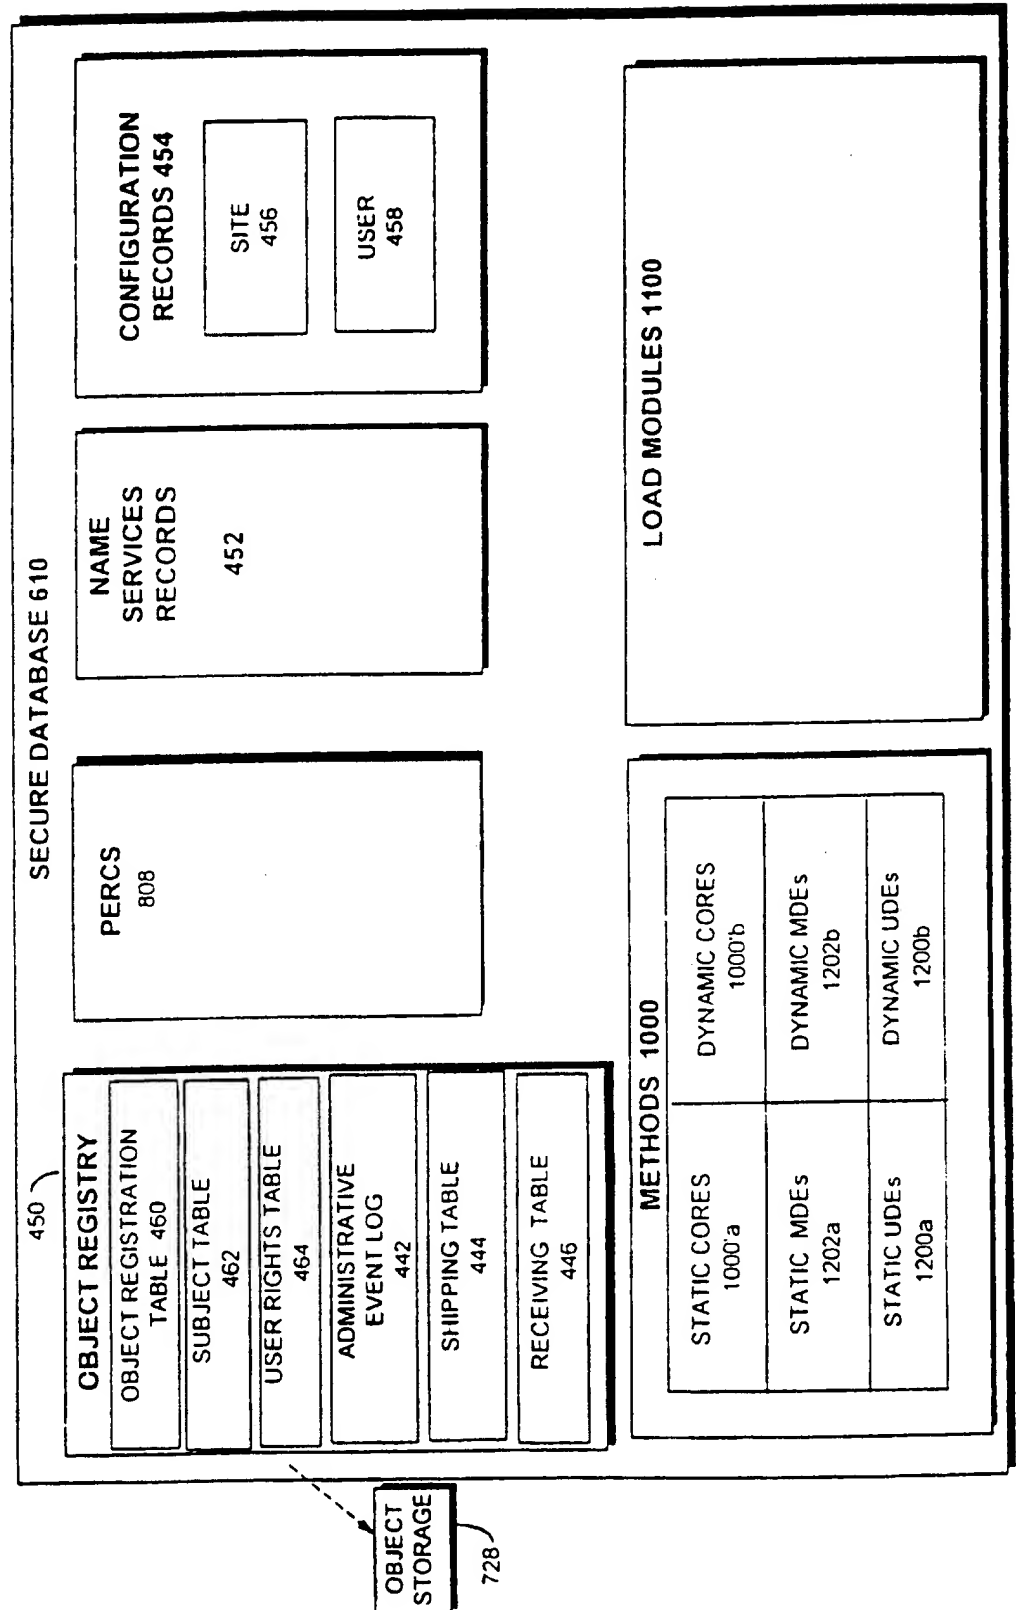 SECURE DATABASE 610
450
OBJECT REGISTRY
OBJECT REGISTRATION
TABLE 460
SUBJECT TABLE
462
USER RIGHTS TABLE
464
ADMINISTRATIVE
EVENT LOG
442
SHIPPING TABLE
444
RECEIVING TABLE
446
OBJECT
STORAGE
728
PERCS
808
NAME
SERVICES
RECORDS
452
CONFIGURATION
RECORDS 454
SITE
456
USER
458
METHODS 1000
STATIC CORES
1000'a
DYNAMIC CORES
1000'b
STATIC MDEs
1202a
DYNAMIC MDEs
1202b
STATIC UDEs
1200a
DYNAMIC UDEs
1200b
LOAD MODULES 1100